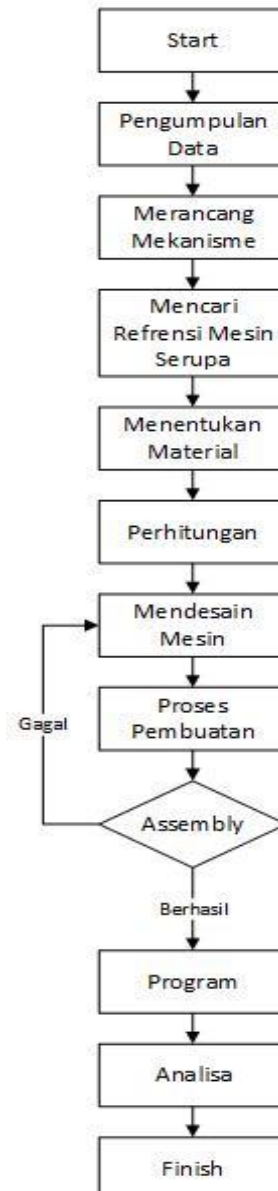 Start
Pengumpulan
Data
Merancang
Mekanisme
Mencari
Refrensi Mesin
Serupa
Menentukan
Material
Perhitungan
Mendesain
Mesin
Gagal
Proses
Pembuatan
Assembly
Berhasil
Program
Analisa
Finish